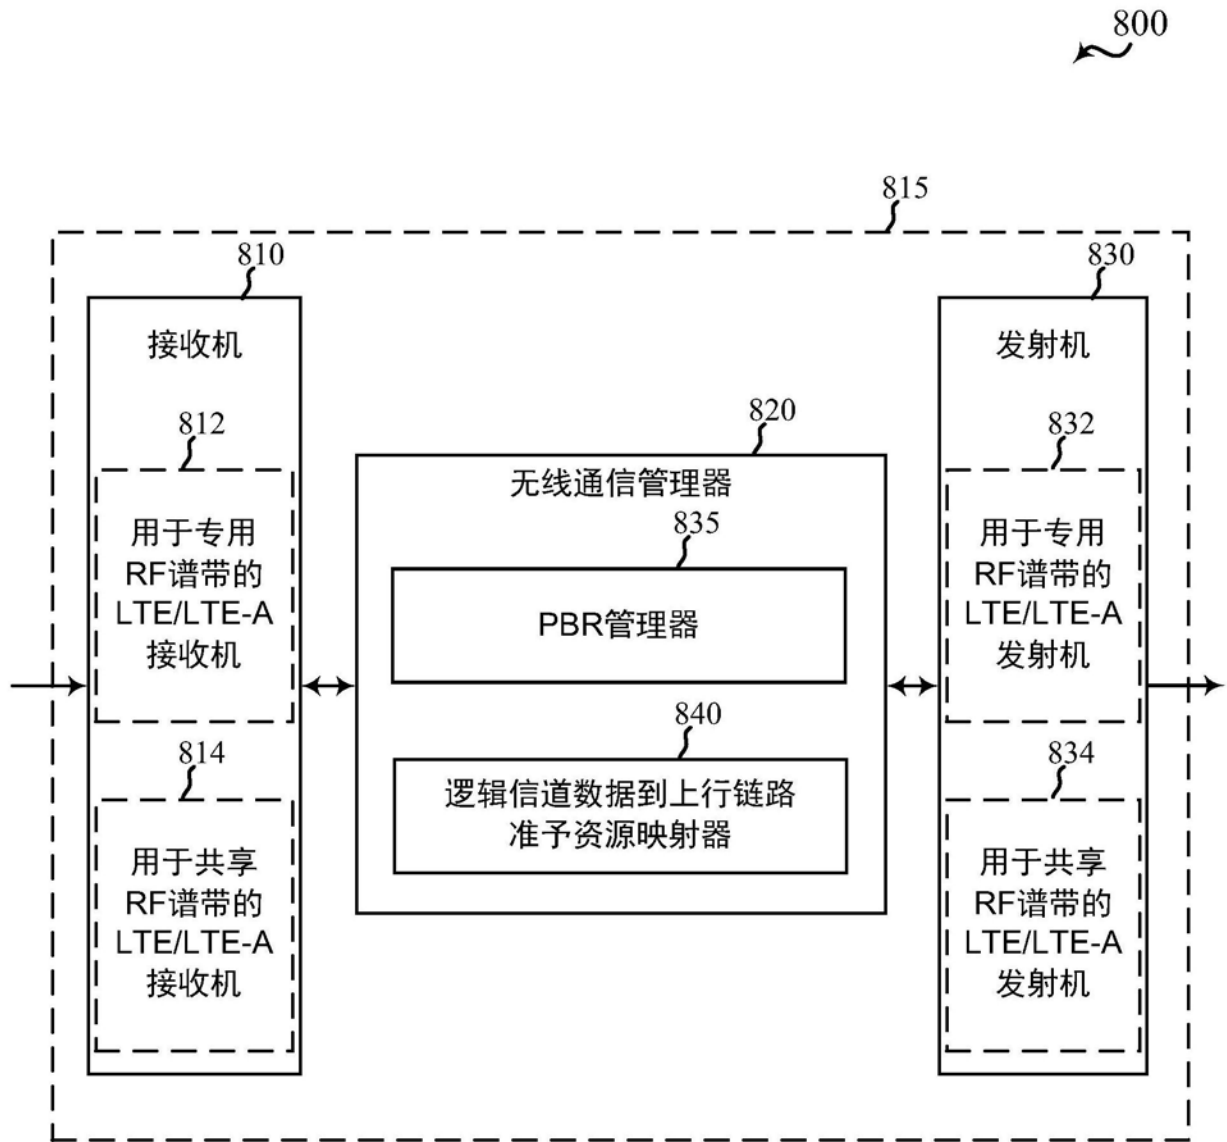 800
815
810
830
接收机
发射机
812
820
832
无线通信管理器
用于专用
RF谱带的
LTE/LTE-A
接收机
835
PBR管理器
用于专用
RF谱带的
LTE/LTE-A
发射机
814
840
834
逻辑信道数据到上行链路
准予资源映射器
用于共享
RF谱带的
LTE/LTE-A
接收机
用于共享
RF谱带的
LTE/LTE-A
发射机